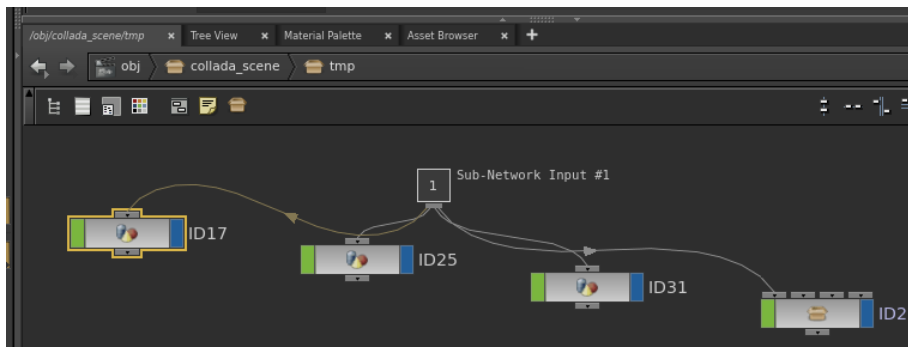 /obj/collada_scene/tmp × Tree View × Material Palette × Asset Browser × +
obj collada_scene tmp
1 Sub-Network Input #1
ID17
ID25
ID31
ID2